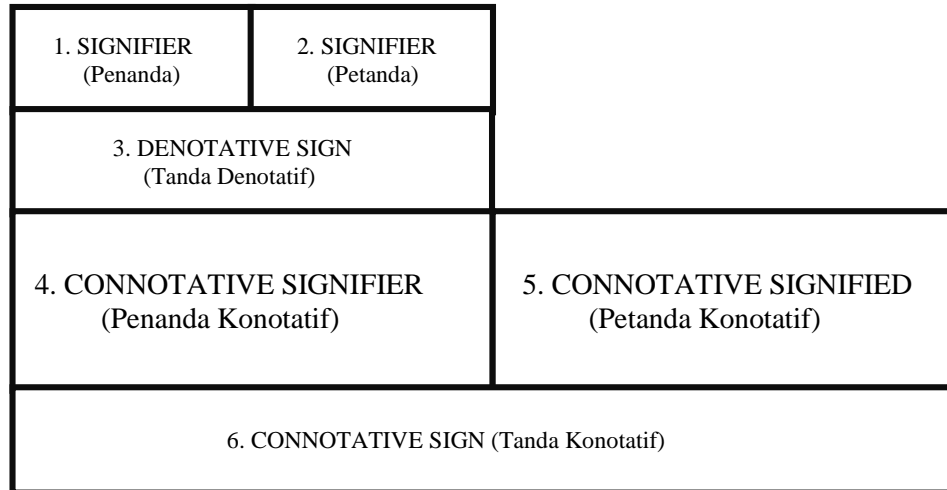 1. SIGNIFIER
(Penanda)
2. SIGNIFIER
(Petanda)
3. DENOTATIVE SIGN
(Tanda Denotatif)
4. CONNOTATIVE SIGNIFIER
(Penanda Konotatif)
5. CONNOTATIVE SIGNIFIED
(Petanda Konotatif)
6. CONNOTATIVE SIGN (Tanda Konotatif)